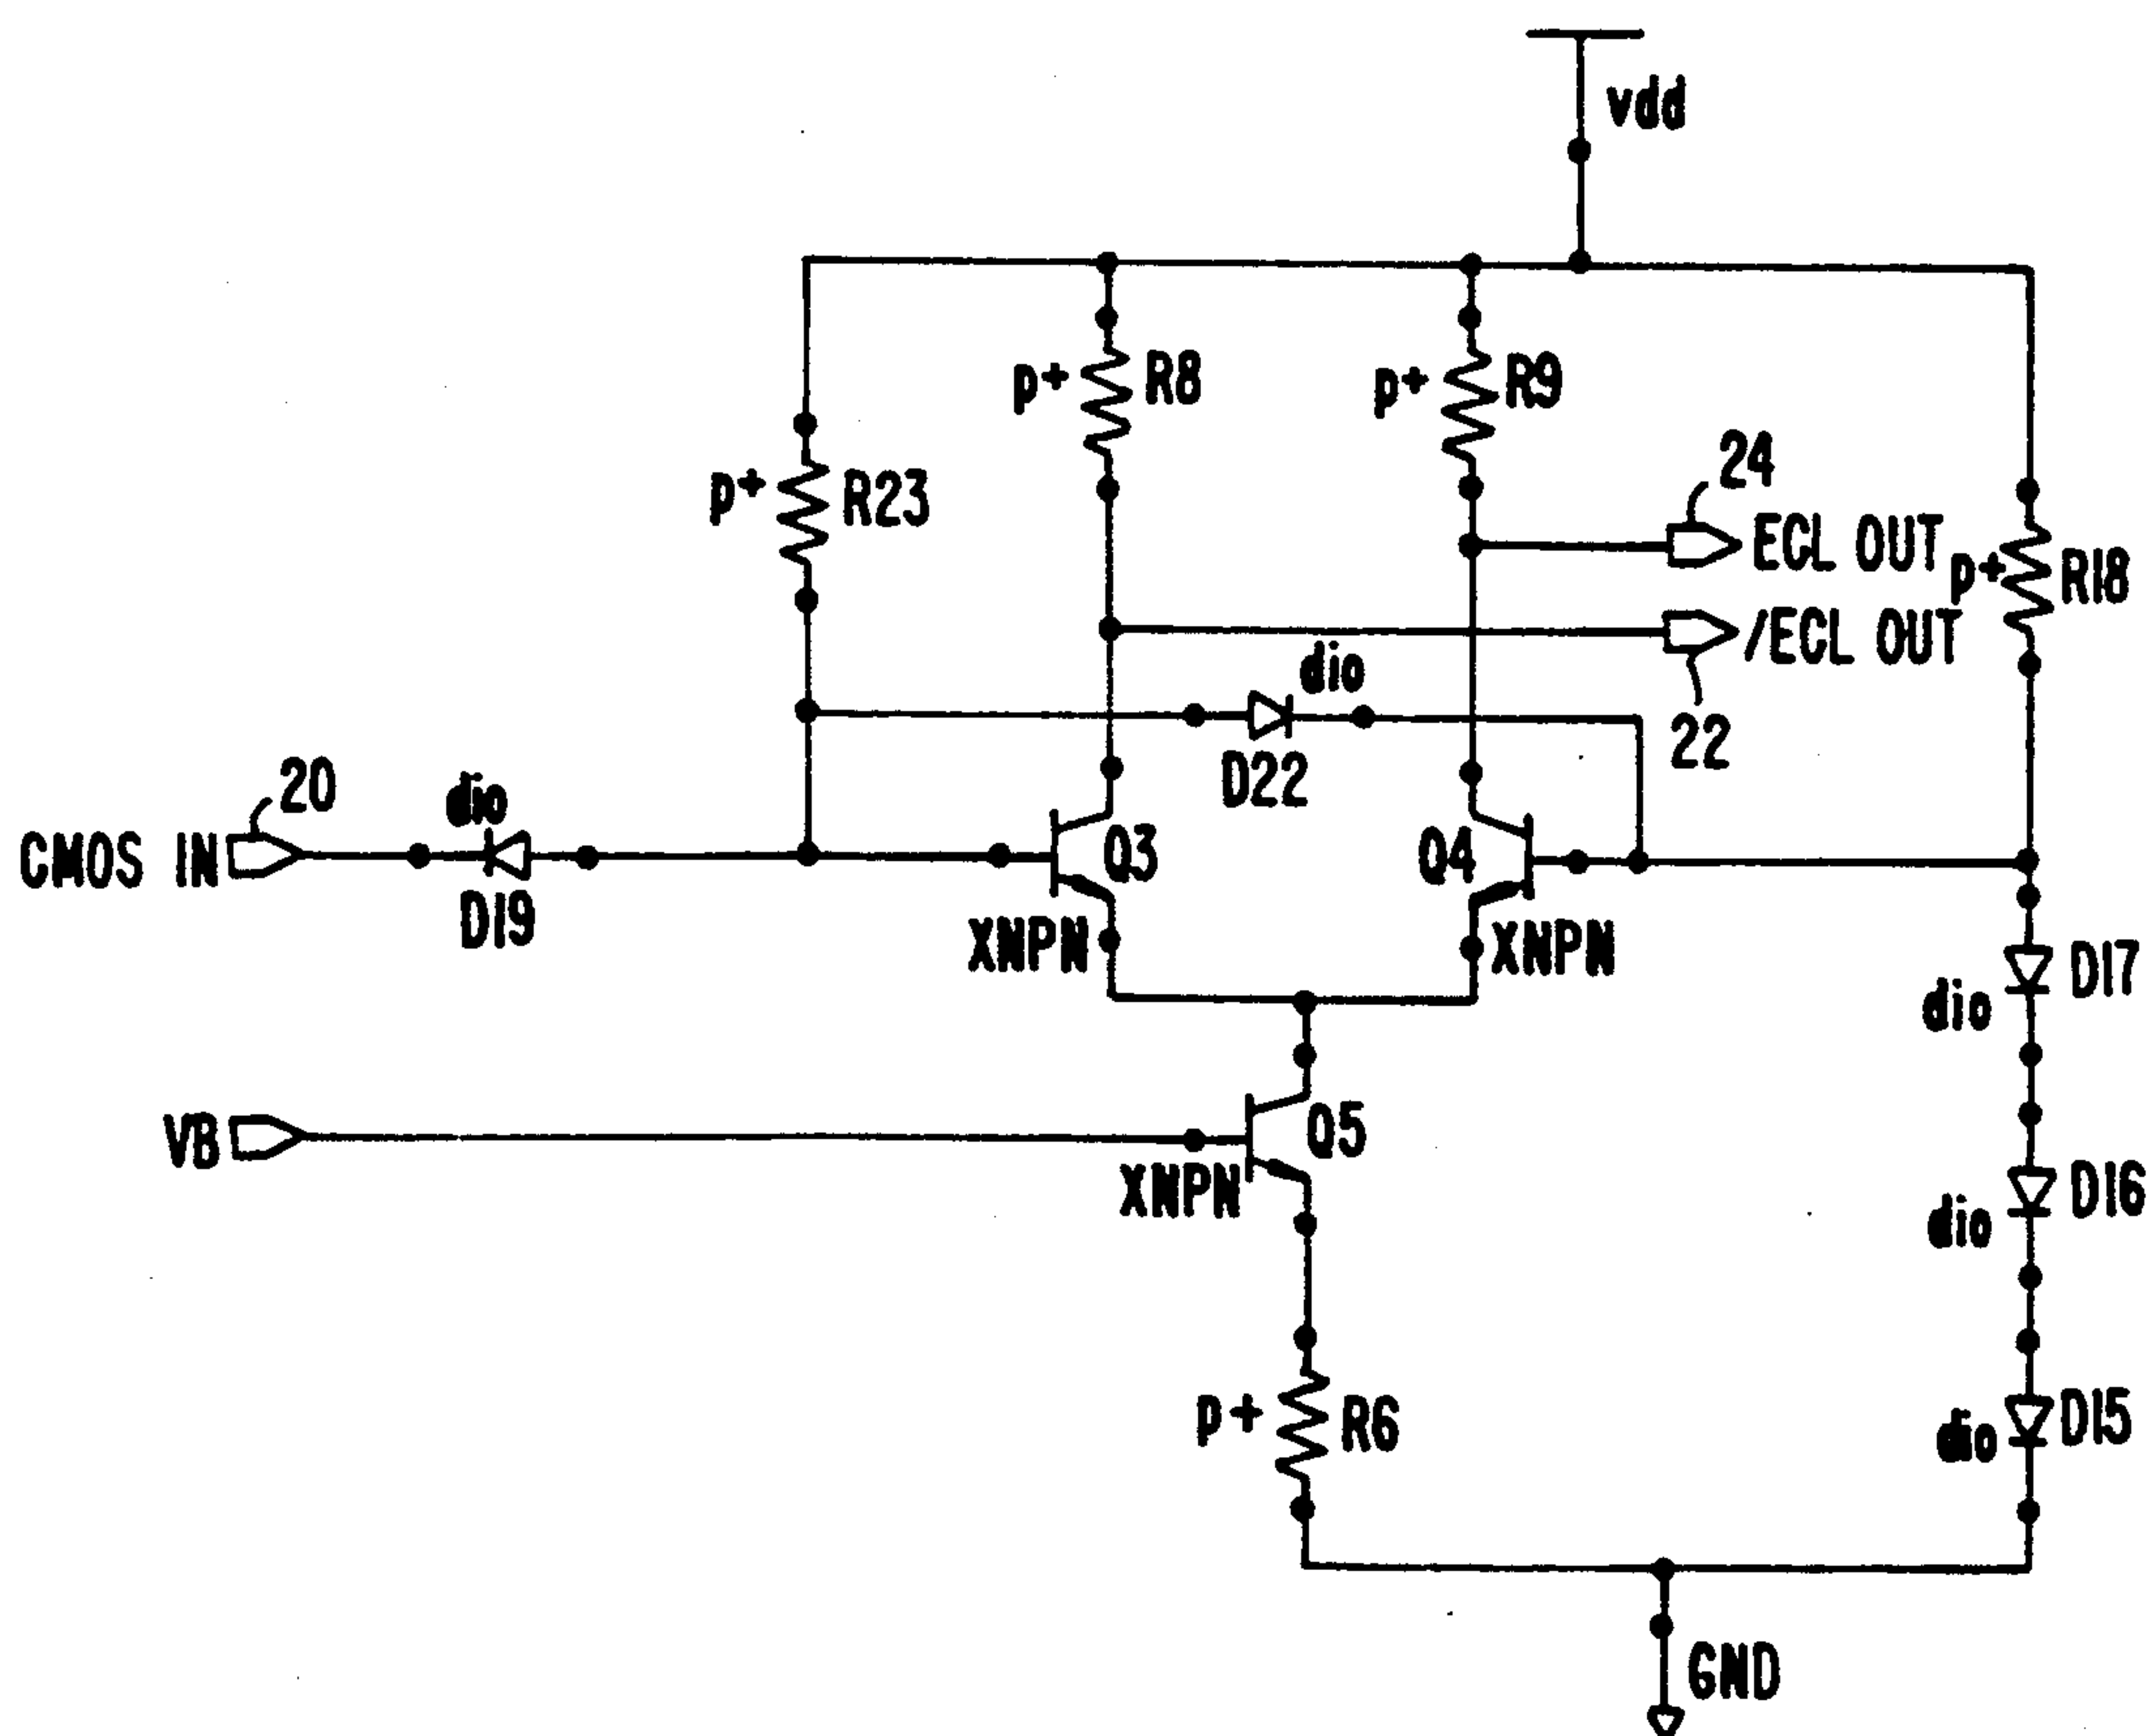 vdd
p+ R8
p+ R9
p+ R23
24
ECL OUT
p+ R18
/ECL OUT
22
dio
D22
20
dio
CMOS IN
D19
Q3
XNPN
Q4
XNPN
D17
dio
VB
Q5
XNPN
D16
dio
p+ R6
D15
dio
GND